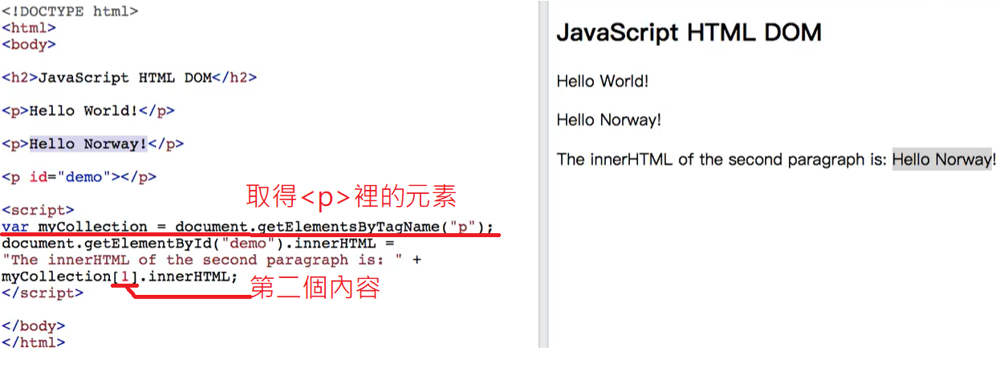 <!DOCTYPE html>
<html>
<body>
<h2>JavaScript HTML DOM</h2>
<p>Hello World!</p>
<p>Hello Norway!</p>
<p id="demo"></p>
<script>
取得<p>裡的元素
var myCollection = document.getElementsByTagName("p");
document.getElementById("demo").innerHTML =
"The innerHTML of the second paragraph is: " +
myCollection[1].innerHTML;
第二個內容
</script>
</body>
</html>
JavaScript HTML DOM
Hello World!
Hello Norway!
The innerHTML of the second paragraph is: Hello Norway!